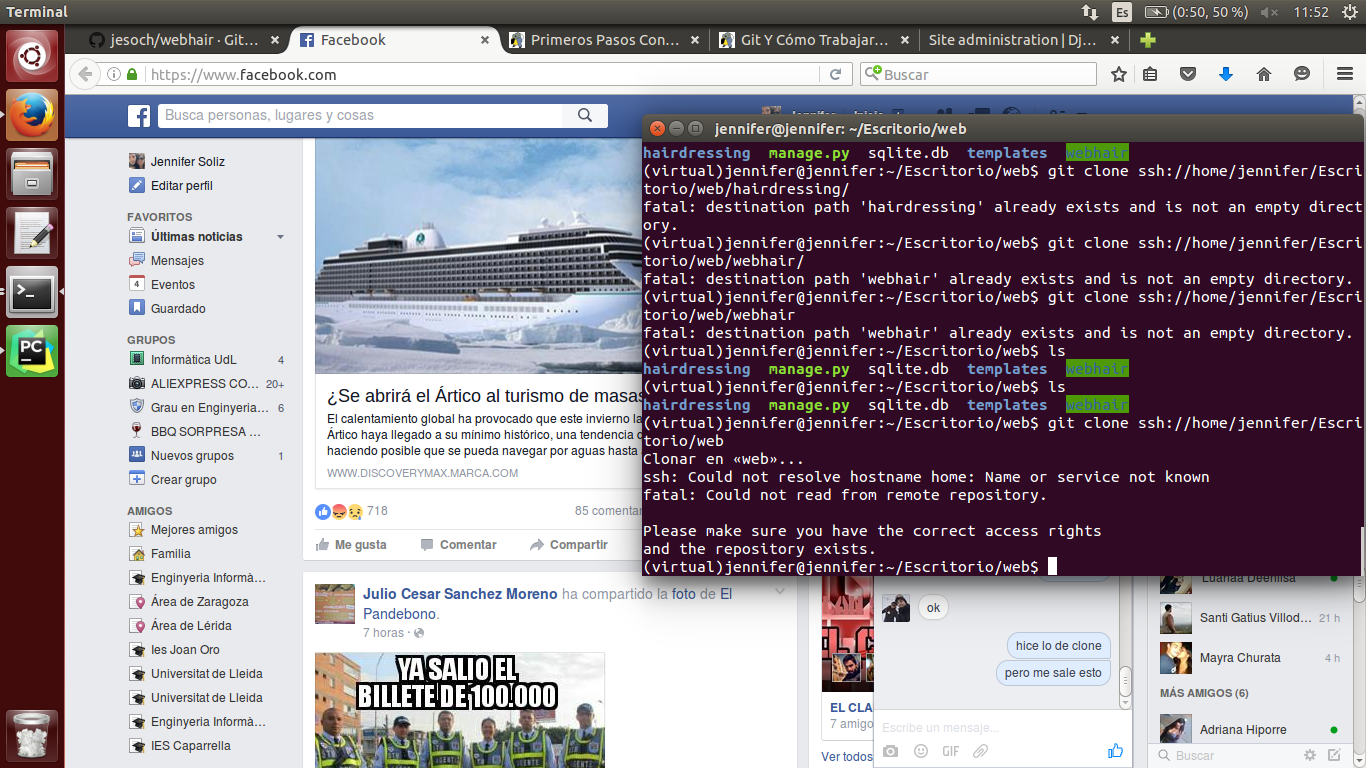 Terminal
Es
(0:50, 50 %)
11:52
jesoch/webhair · Git…
Facebook
Primeros Pasos Con…
Git Y Cómo Trabajar…
Site administration | Dj…
https://www.facebook.com
Buscar
Busca personas, lugares y cosas
Jennifer Soliz
Editar perfil
FAVORITOS
Últimas noticias
Mensajes
4
Eventos
Guardado
GRUPOS
Informàtica UdL 4
ALIEXPRESS CO… 20+
Grau en Enginyeria… 6
BBQ SORPRESA …
Nuevos grupos 1
Crear grupo
AMIGOS
Mejores amigos
Familia
Enginyeria Informà…
Área de Zaragoza
Área de Lérida
Ies Joan Oro
Universitat de Lleida
Universitat de Lleida
Enginyeria Informà…
IES Caparrella
¿Se abrirá el Ártico al turismo de masas
El calentamiento global ha provocado que este invierno la
Ártico haya llegado a su mínimo histórico, una tendencia
haciendo posible que se pueda navegar por aguas hasta
WWW.DISCOVERYMAX.MARCA.COM
718
85 comentar
Me gusta
Comentar
Compartir
Julio Cesar Sanchez Moreno ha compartido la foto de El
Pandebono.
7 horas ·
YA SALIO EL
BILLETE DE 100.000
jennifer@jennifer: ~/Escritorio/web
hairdressing manage.py sqlite.db templates webhair
(virtual)jennifer@jennifer:~/Escritorio/web$ git clone ssh://home/jennifer/Escri
torio/web/hairdressing/
fatal: destination path 'hairdressing' already exists and is not an empty direct
ory.
(virtual)jennifer@jennifer:~/Escritorio/web$ git clone ssh://home/jennifer/Escri
torio/web/webhair/
fatal: destination path 'webhair' already exists and is not an empty directory.
(virtual)jennifer@jennifer:~/Escritorio/web$ git clone ssh://home/jennifer/Escri
torio/web/webhair
fatal: destination path 'webhair' already exists and is not an empty directory.
(virtual)jennifer@jennifer:~/Escritorio/web$ ls
hairdressing manage.py sqlite.db templates webhair
(virtual)jennifer@jennifer:~/Escritorio/web$ ls
hairdressing manage.py sqlite.db templates webhair
(virtual)jennifer@jennifer:~/Escritorio/web$ git clone ssh://home/jennifer/Escri
torio/web
Clonar en «web»...
ssh: Could not resolve hostname home: Name or service not known
fatal: Could not read from remote repository.
Please make sure you have the correct access rights
and the repository exists.
(virtual)jennifer@jennifer:~/Escritorio/web$
EL CLA
7 amigo
Ver todos
ok
hice lo de clone
pero me sale esto
Escribe un mensaje...
GIF
Santi Gatius Villod… 21 h
Mayra Churata 4 h
MÁS AMIGOS (6)
Adriana Hiporre
Buscar
PC